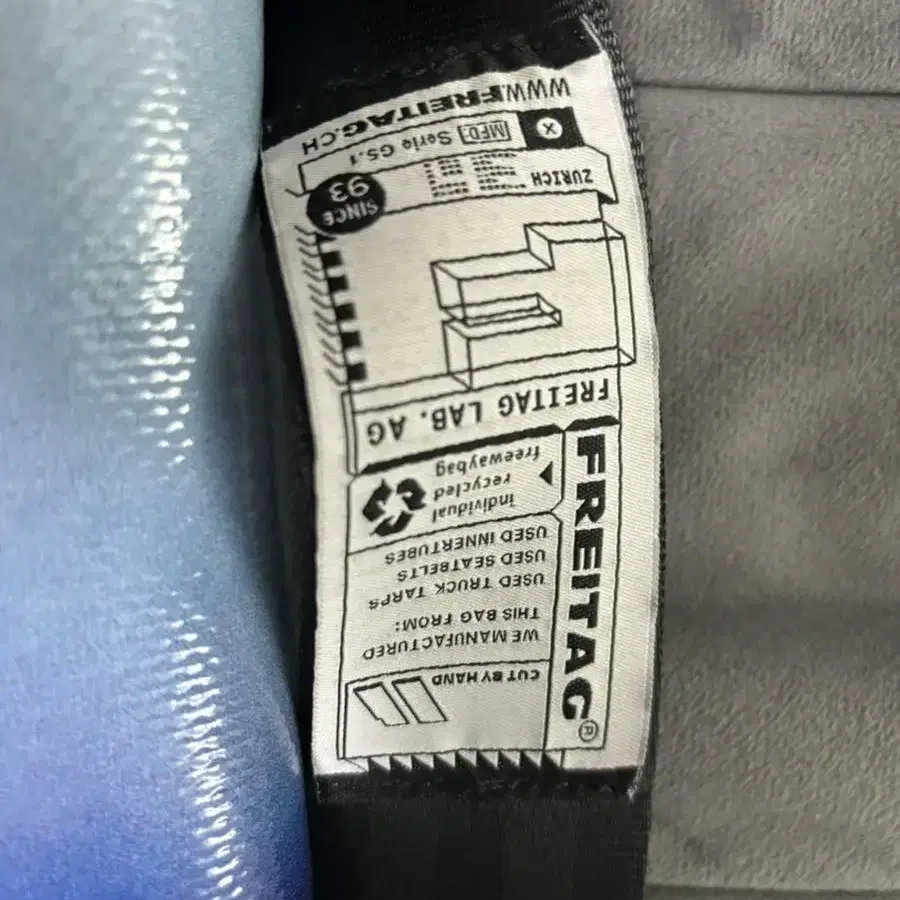 CUT BY HAND
WE MANUFACTURED
THIS BAG FROM:
USED TRUCK TARPS
USED SEATBELTS
USED INNERTUBES
individual
recycled
freewaybag
FREITAG®
FREITAG LAB. AG
SINCE
93
ZURICH
MFD: Serie G5.1
WWW.FREITAG.CH